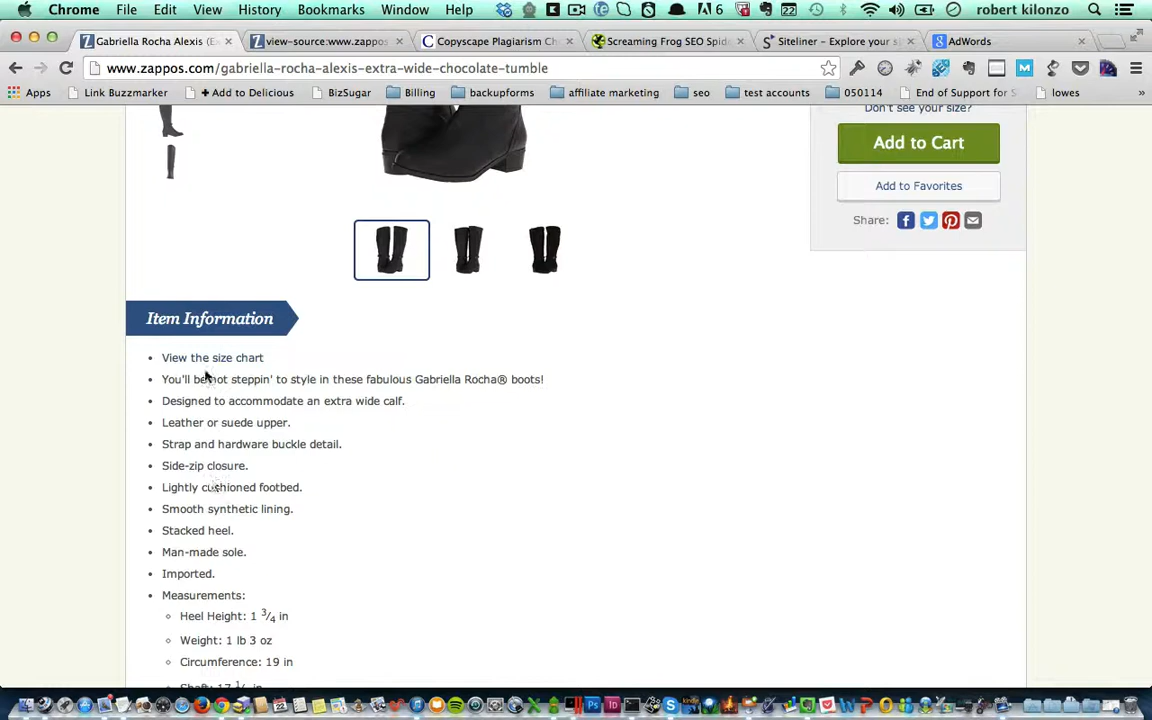 Chrome File Edit View History Bookmarks Window Help 6 22 robert kilonzo
Gabriella Rocha Alexis (Ex view-source:www.zappos Copyscape Plagiarism Ch Screaming Frog SEO Spid Siteliner – Explore your s AdWords
www.zappos.com/gabriella-rocha-alexis-extra-wide-chocolate-tumble
Apps Link Buzzmarker + Add to Delicious BizSugar Billing backupforms affiliate marketing seo test accounts 050114 End of Support for S lowes »
Don't see your size?
Add to Cart
Add to Favorites
Share:
Item Information
View the size chart
You'll be hot steppin' to style in these fabulous Gabriella Rocha® boots!
Designed to accommodate an extra wide calf.
Leather or suede upper.
Strap and hardware buckle detail.
Side-zip closure.
Lightly cushioned footbed.
Smooth synthetic lining.
Stacked heel.
Man-made sole.
Imported.
Measurements:
Heel Height: 1 3/4 in
Weight: 1 lb 3 oz
Circumference: 19 in
Shaft: 17 in